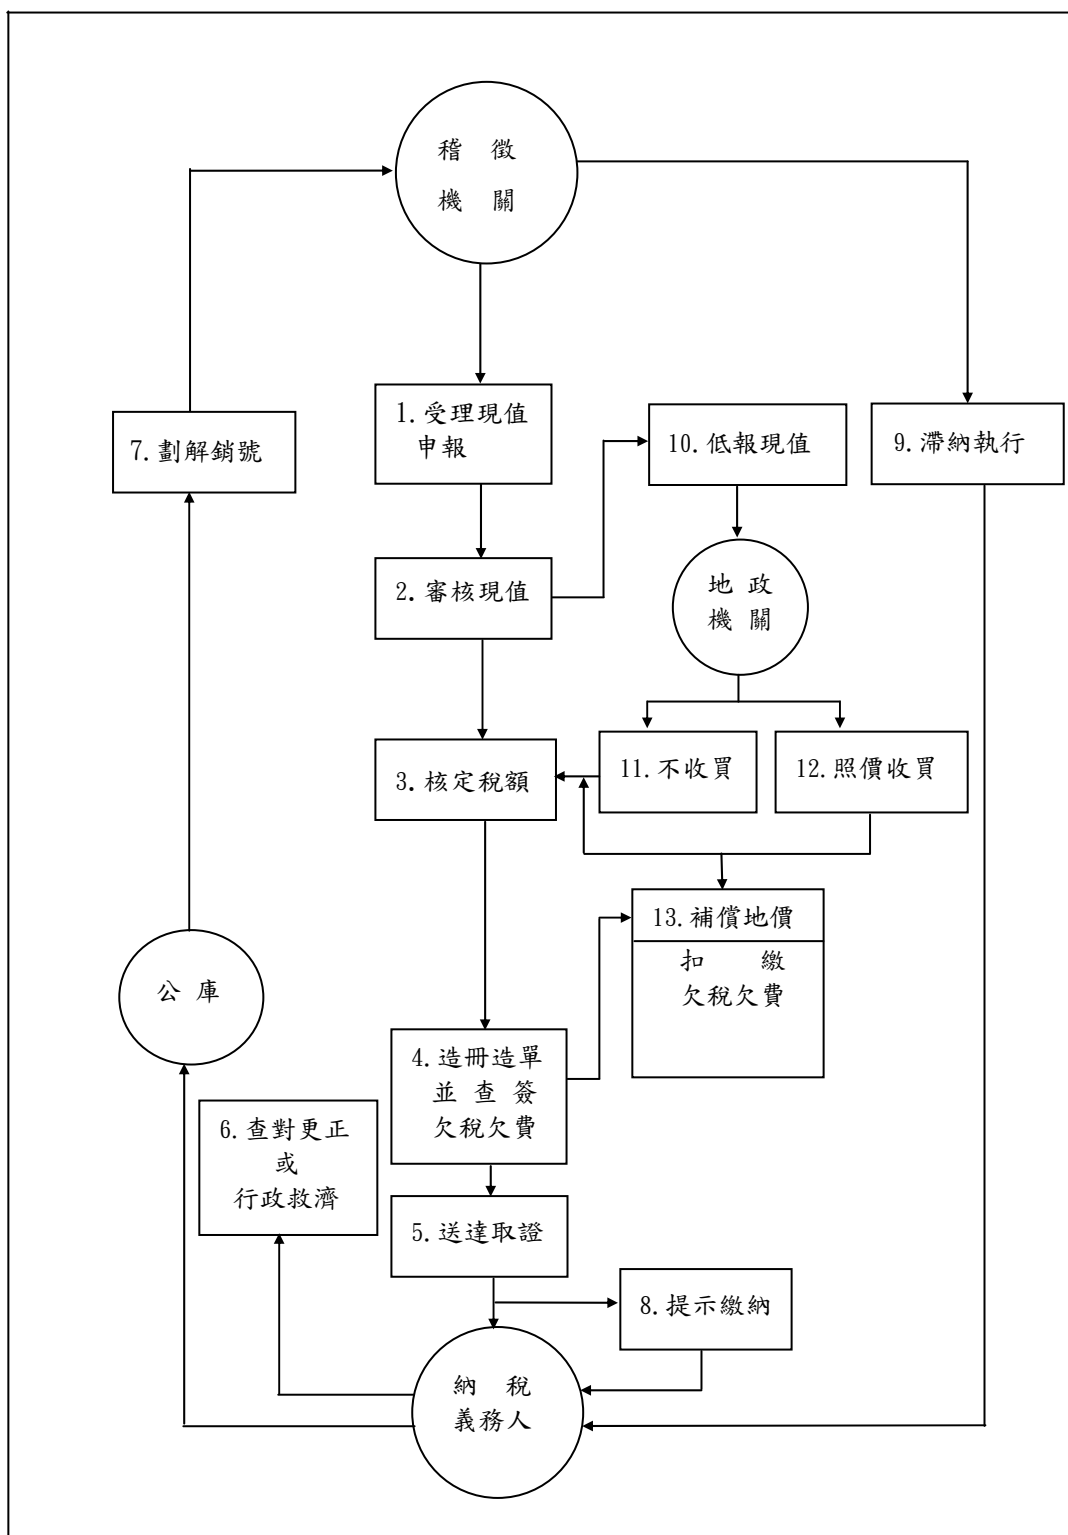 稽 徵
機 關
1.受理現值
申報
10.低報現值
9.滯納執行
7.劃解銷號
2.審核現值
地 政
機 關
3.核定稅額
11.不收買
12.照價收買
13.補償地價
扣 繳
欠稅欠費
公 庫
4.造冊造單
並 查 簽
欠稅欠費
6.查對更正
或
行政救濟
5.送達取證
8.提示繳納
納 稅
義務人